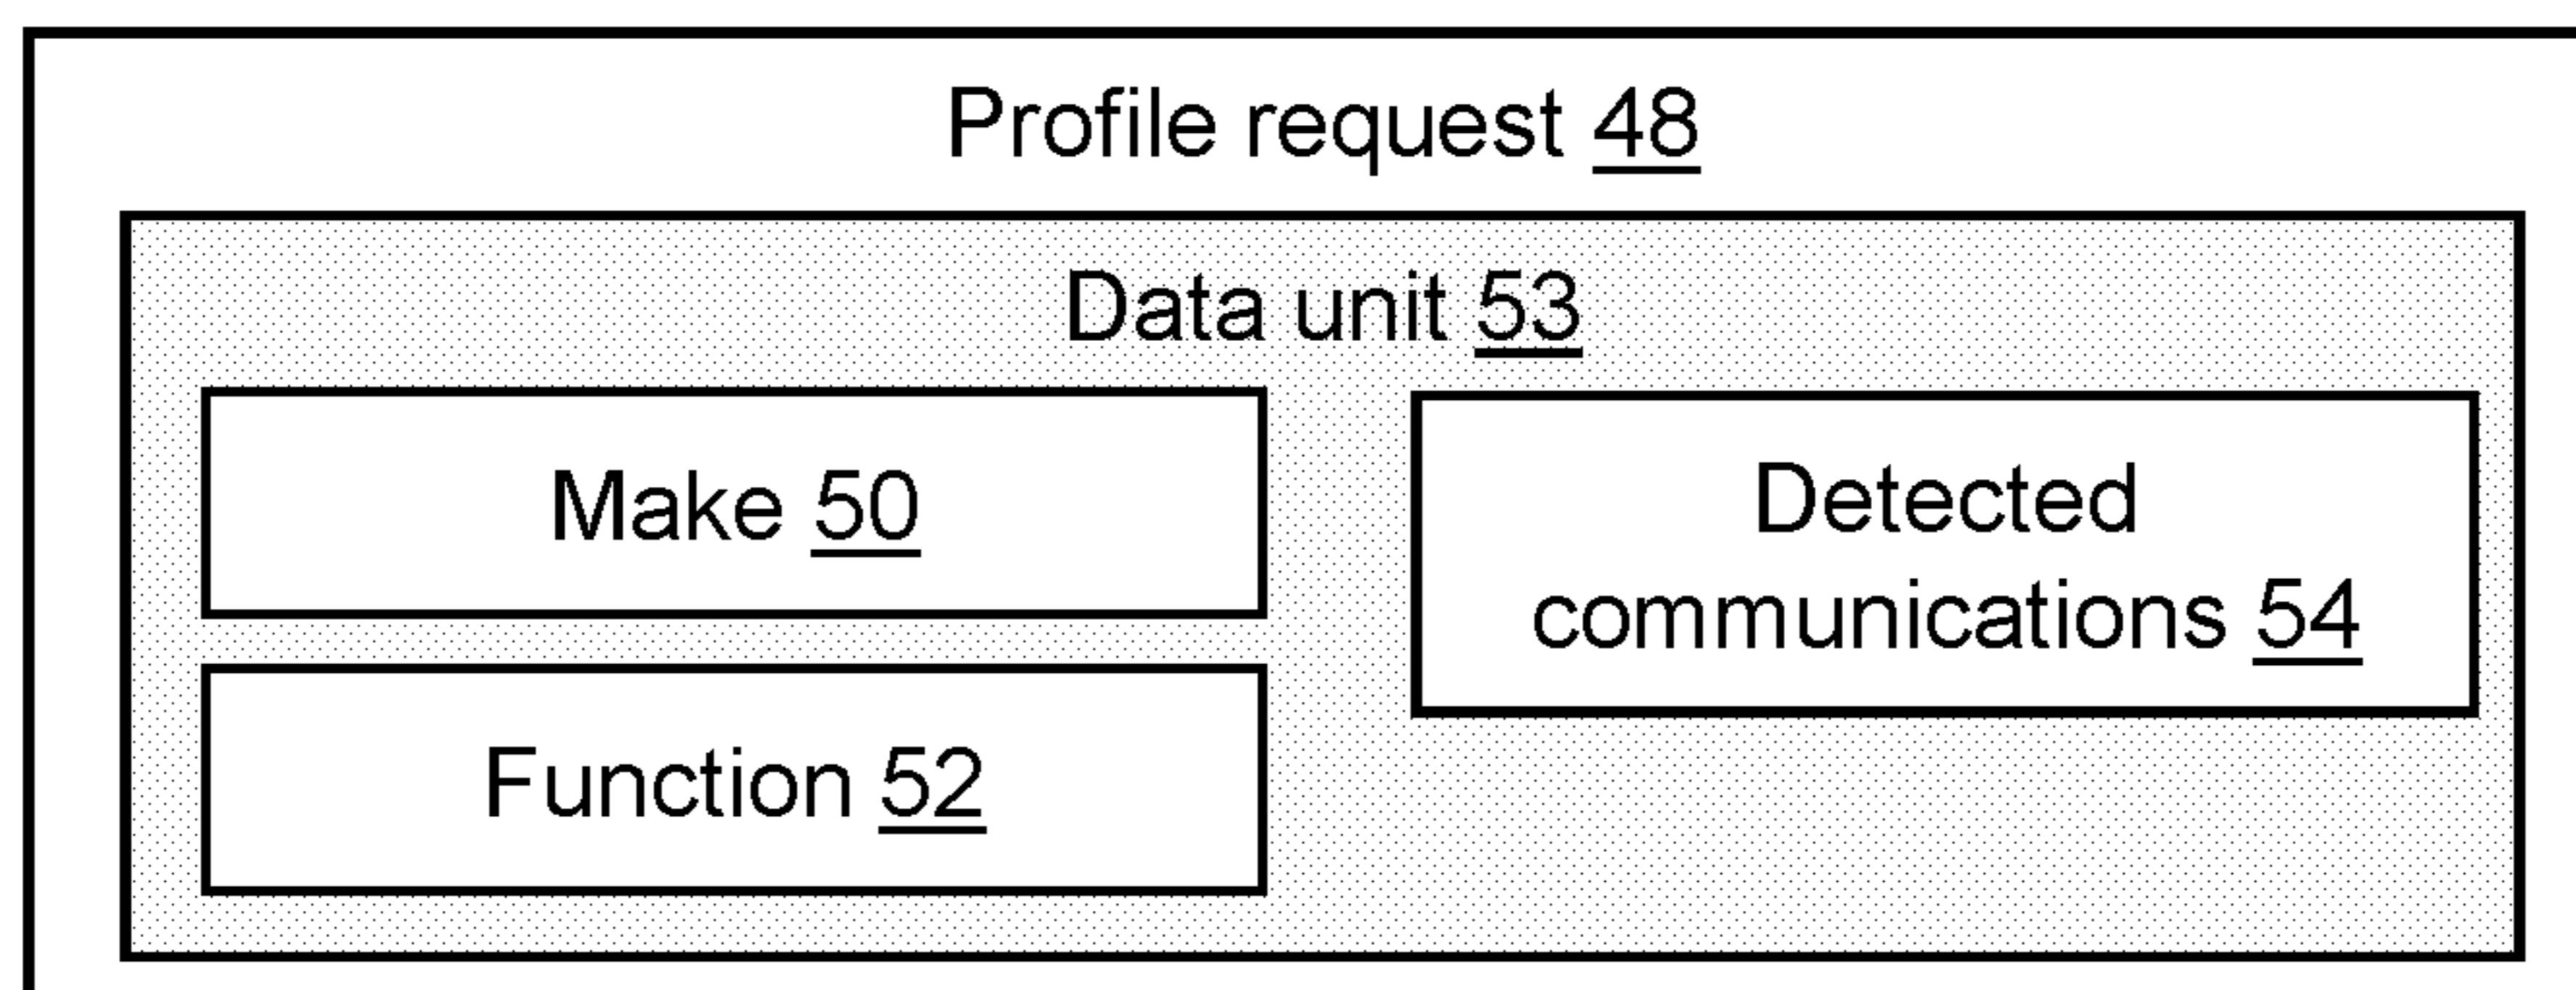 Profile request 48
Data unit 53
Make 50
Function 52
Detected
communications 54